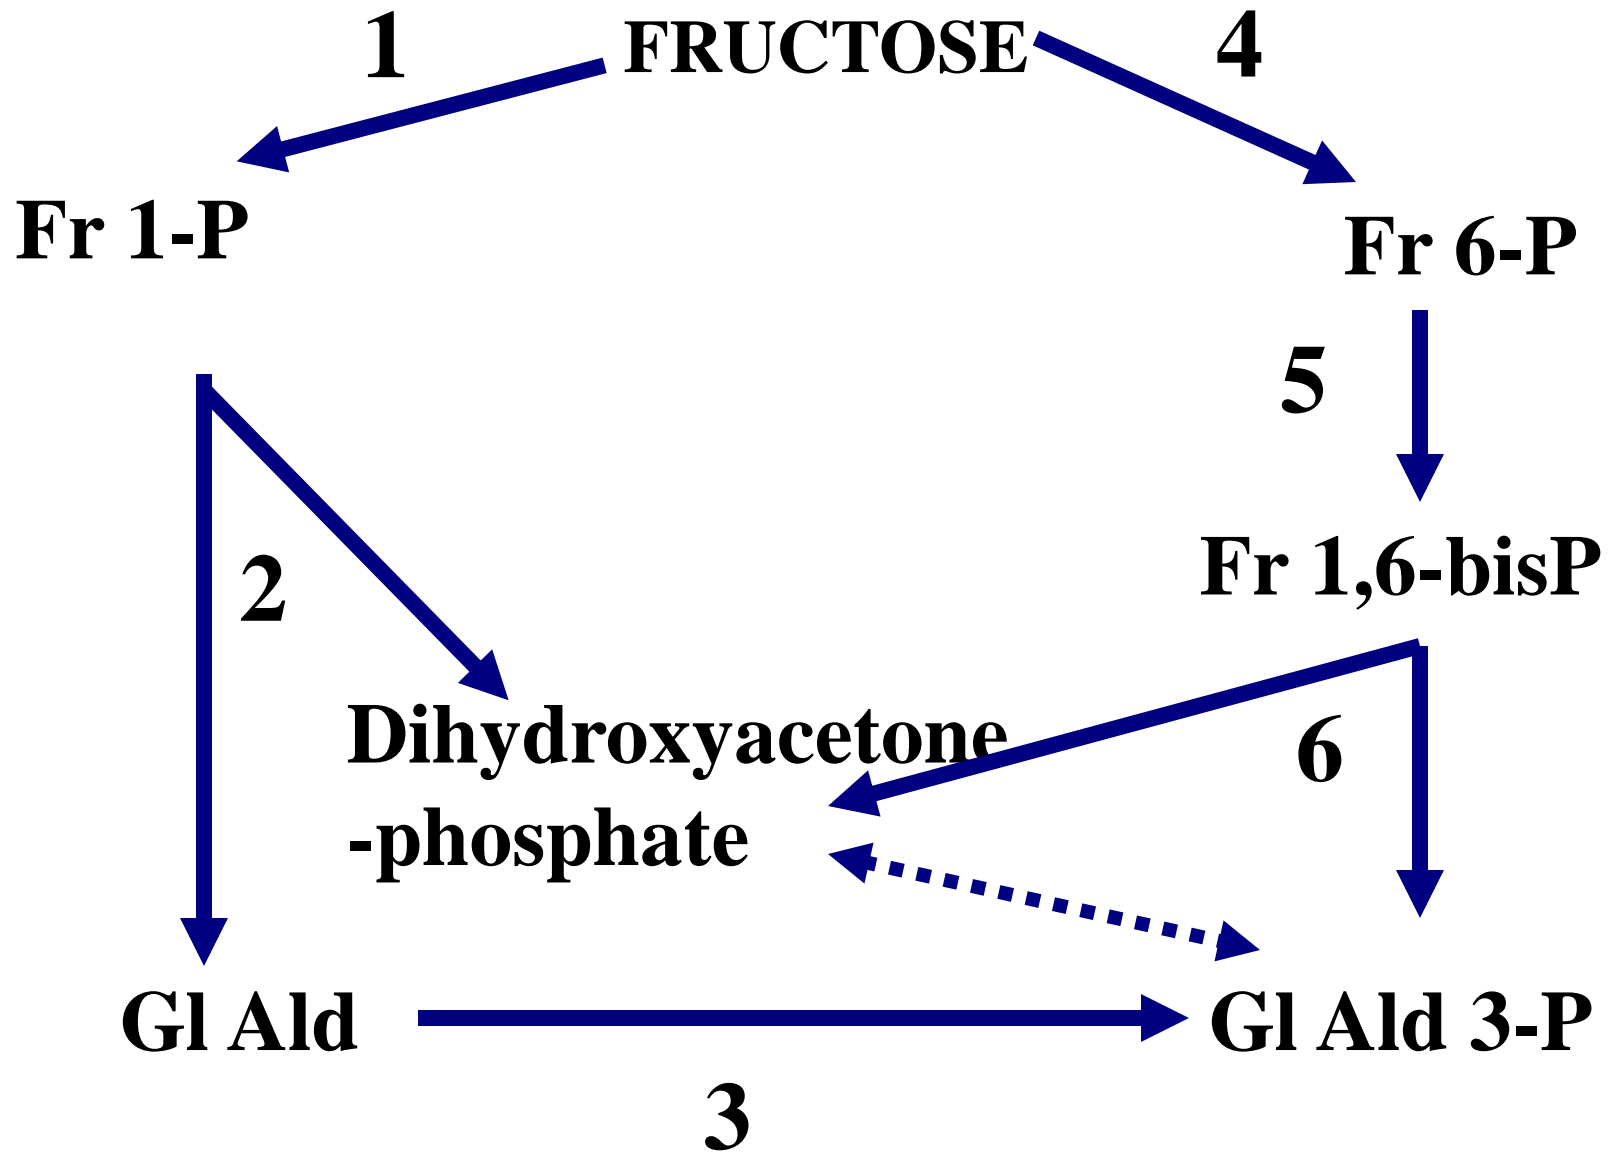 1
FRUCTOSE
4
Fr 1-P
Fr 6-P
5
Fr 1,6-bisP
2
Dihydroxyacetone
-phosphate
6
Gl Ald
Gl Ald 3-P
3